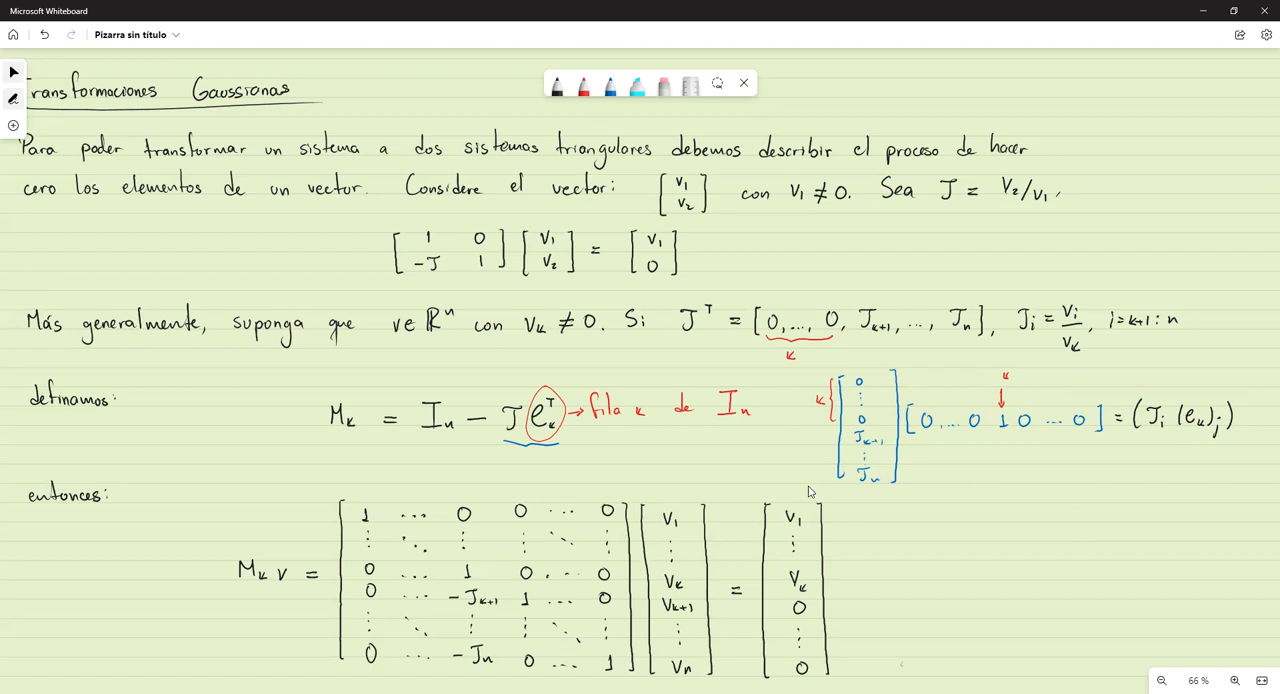 Microsoft Whiteboard
Pizarra sin título
Transformaciones Gaussianas
Para poder transformar un sistema a dos sistemas triangulares debemos describir el proceso de hacer
cero los elementos de un vector. Considere el vector: [v₁ v₂] con v₁ ≠ 0. Sea J = v₂/v₁,
[1 0 ; -J 1] [v₁ ; v₂] = [v₁ ; 0]
Más generalmente, suponga que v∈ℝⁿ con vₖ ≠ 0. Si Jᵀ = [0,..., 0, Jₖ₊₁,..., Jₙ], Jᵢ = vᵢ/vₖ, i=k+1:n
k
definamos:
Mₖ = Iₙ - J eₖᵀ → fila k de Iₙ
k [0 ⋮ 0 Jₖ₊₁ ⋮ Jₙ] [0,... 0 1 0 ... 0] = (Jᵢ (eₖ)ⱼ)
k
entonces:
Mₖ v = [1 ... 0 0 ... 0 ; ⋮ ⋱ ⋮ ⋮ ⋱ ⋮ ; 0 ... 1 0 ... 0 ; 0 ... -Jₖ₊₁ 1 ... 0 ; ⋮ ⋱ ⋮ ⋮ ⋱ ⋮ ; 0 ... -Jₙ 0 ... 1] [v₁ ⋮ vₖ vₖ₊₁ ⋮ vₙ] = [v₁ ⋮ vₖ 0 ⋮ 0]
66 %